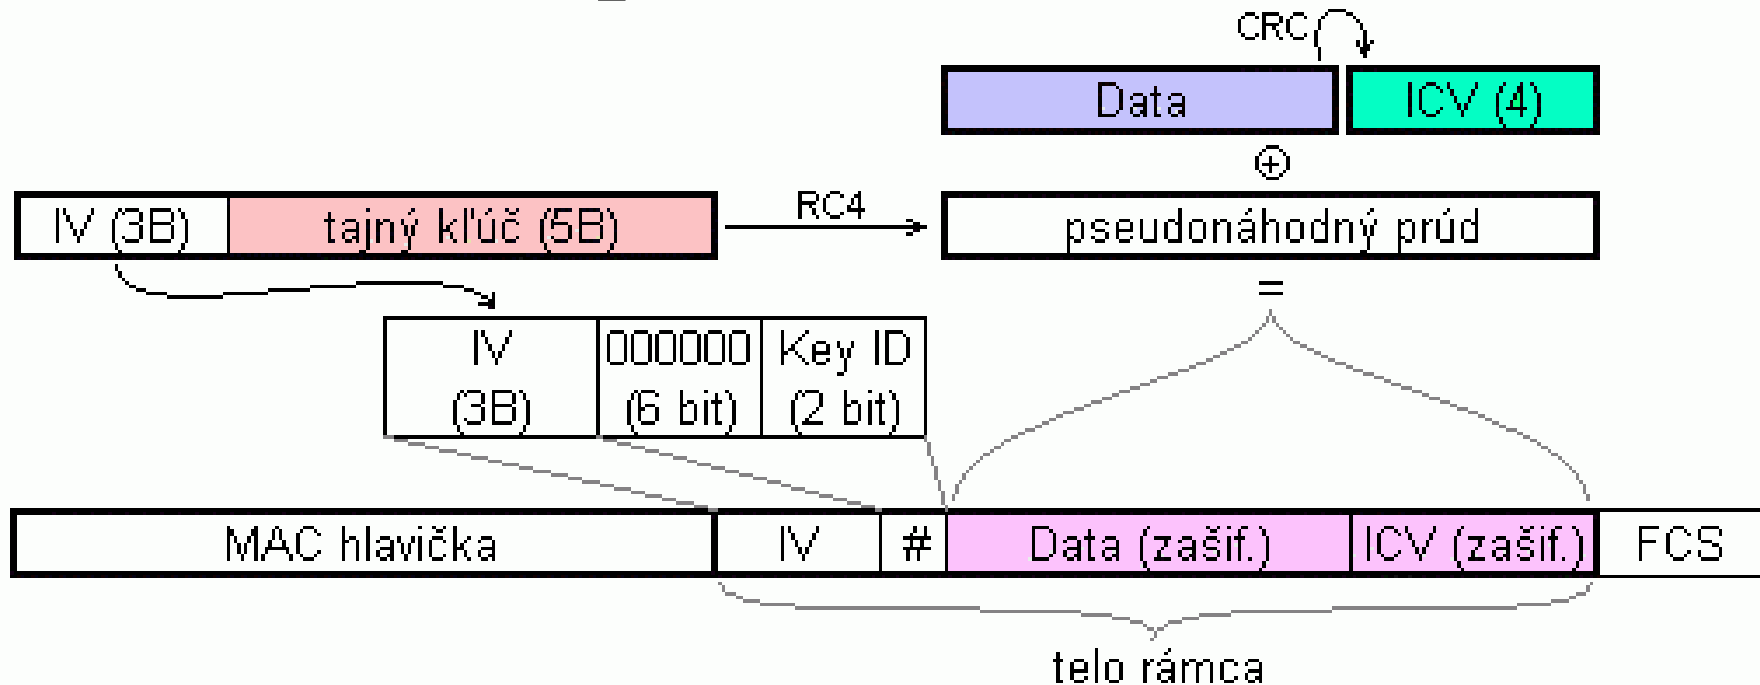 CRC
Data ICV (4)
IV (3B) tajný kľúč (5B) RC4 pseudonáhodný prúd
=
IV 000000 Key ID
(3B) (6 bit) (2 bit)
MAC hlavička IV # Data (zašif.) ICV (zašif.) FCS
telo rámca